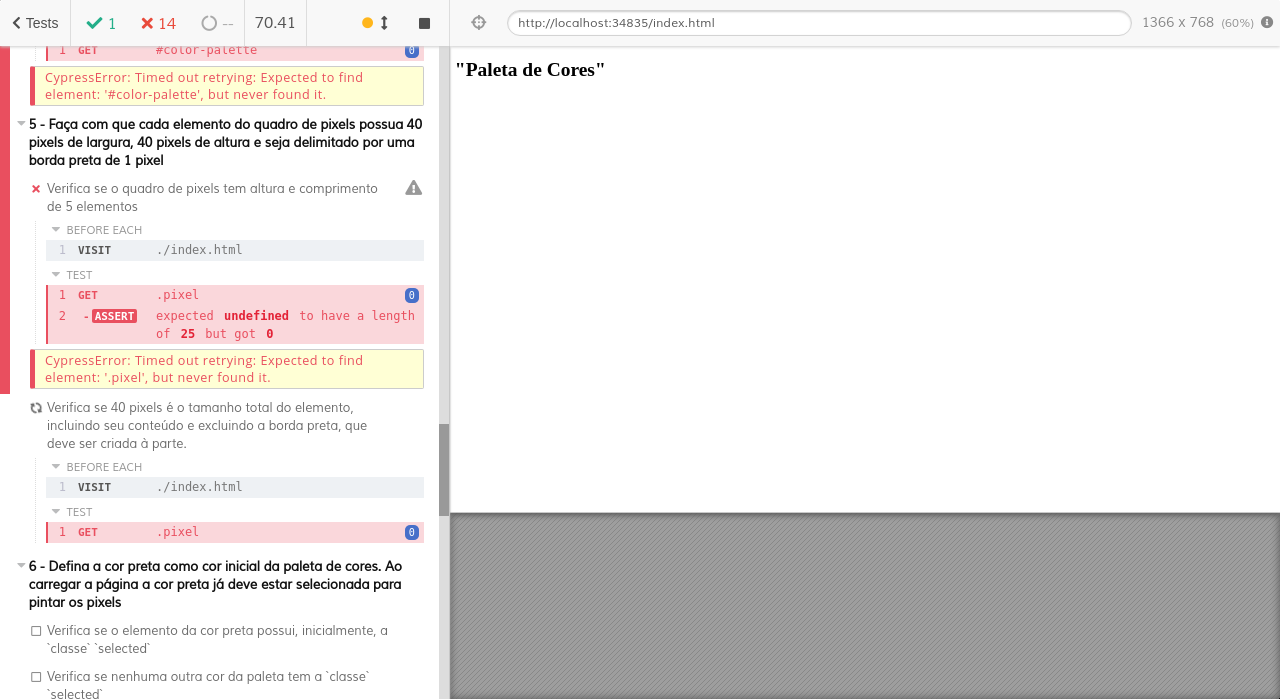 Tests 1 14 -- 70.41 http://localhost:34835/index.html 1366 x 768 (60%)
1 GET #color-palette 0
CypressError: Timed out retrying: Expected to find
element: '#color-palette', but never found it.
5 - Faça com que cada elemento do quadro de pixels possua 40
pixels de largura, 40 pixels de altura e seja delimitado por uma
borda preta de 1 pixel
Verifica se o quadro de pixels tem altura e comprimento
de 5 elementos
BEFORE EACH
1 VISIT ./index.html
TEST
1 GET .pixel 0
2 -ASSERT expected undefined to have a length
of 25 but got 0
CypressError: Timed out retrying: Expected to find
element: '.pixel', but never found it.
Verifica se 40 pixels é o tamanho total do elemento,
incluindo seu conteúdo e excluindo a borda preta, que
deve ser criada à parte.
BEFORE EACH
1 VISIT ./index.html
TEST
1 GET .pixel 0
6 - Defina a cor preta como cor inicial da paleta de cores. Ao
carregar a página a cor preta já deve estar selecionada para
pintar os pixels
Verifica se o elemento da cor preta possui, inicialmente, a
`classe` `selected`
Verifica se nenhuma outra cor da paleta tem a `classe`
`selected`
"Paleta de Cores"